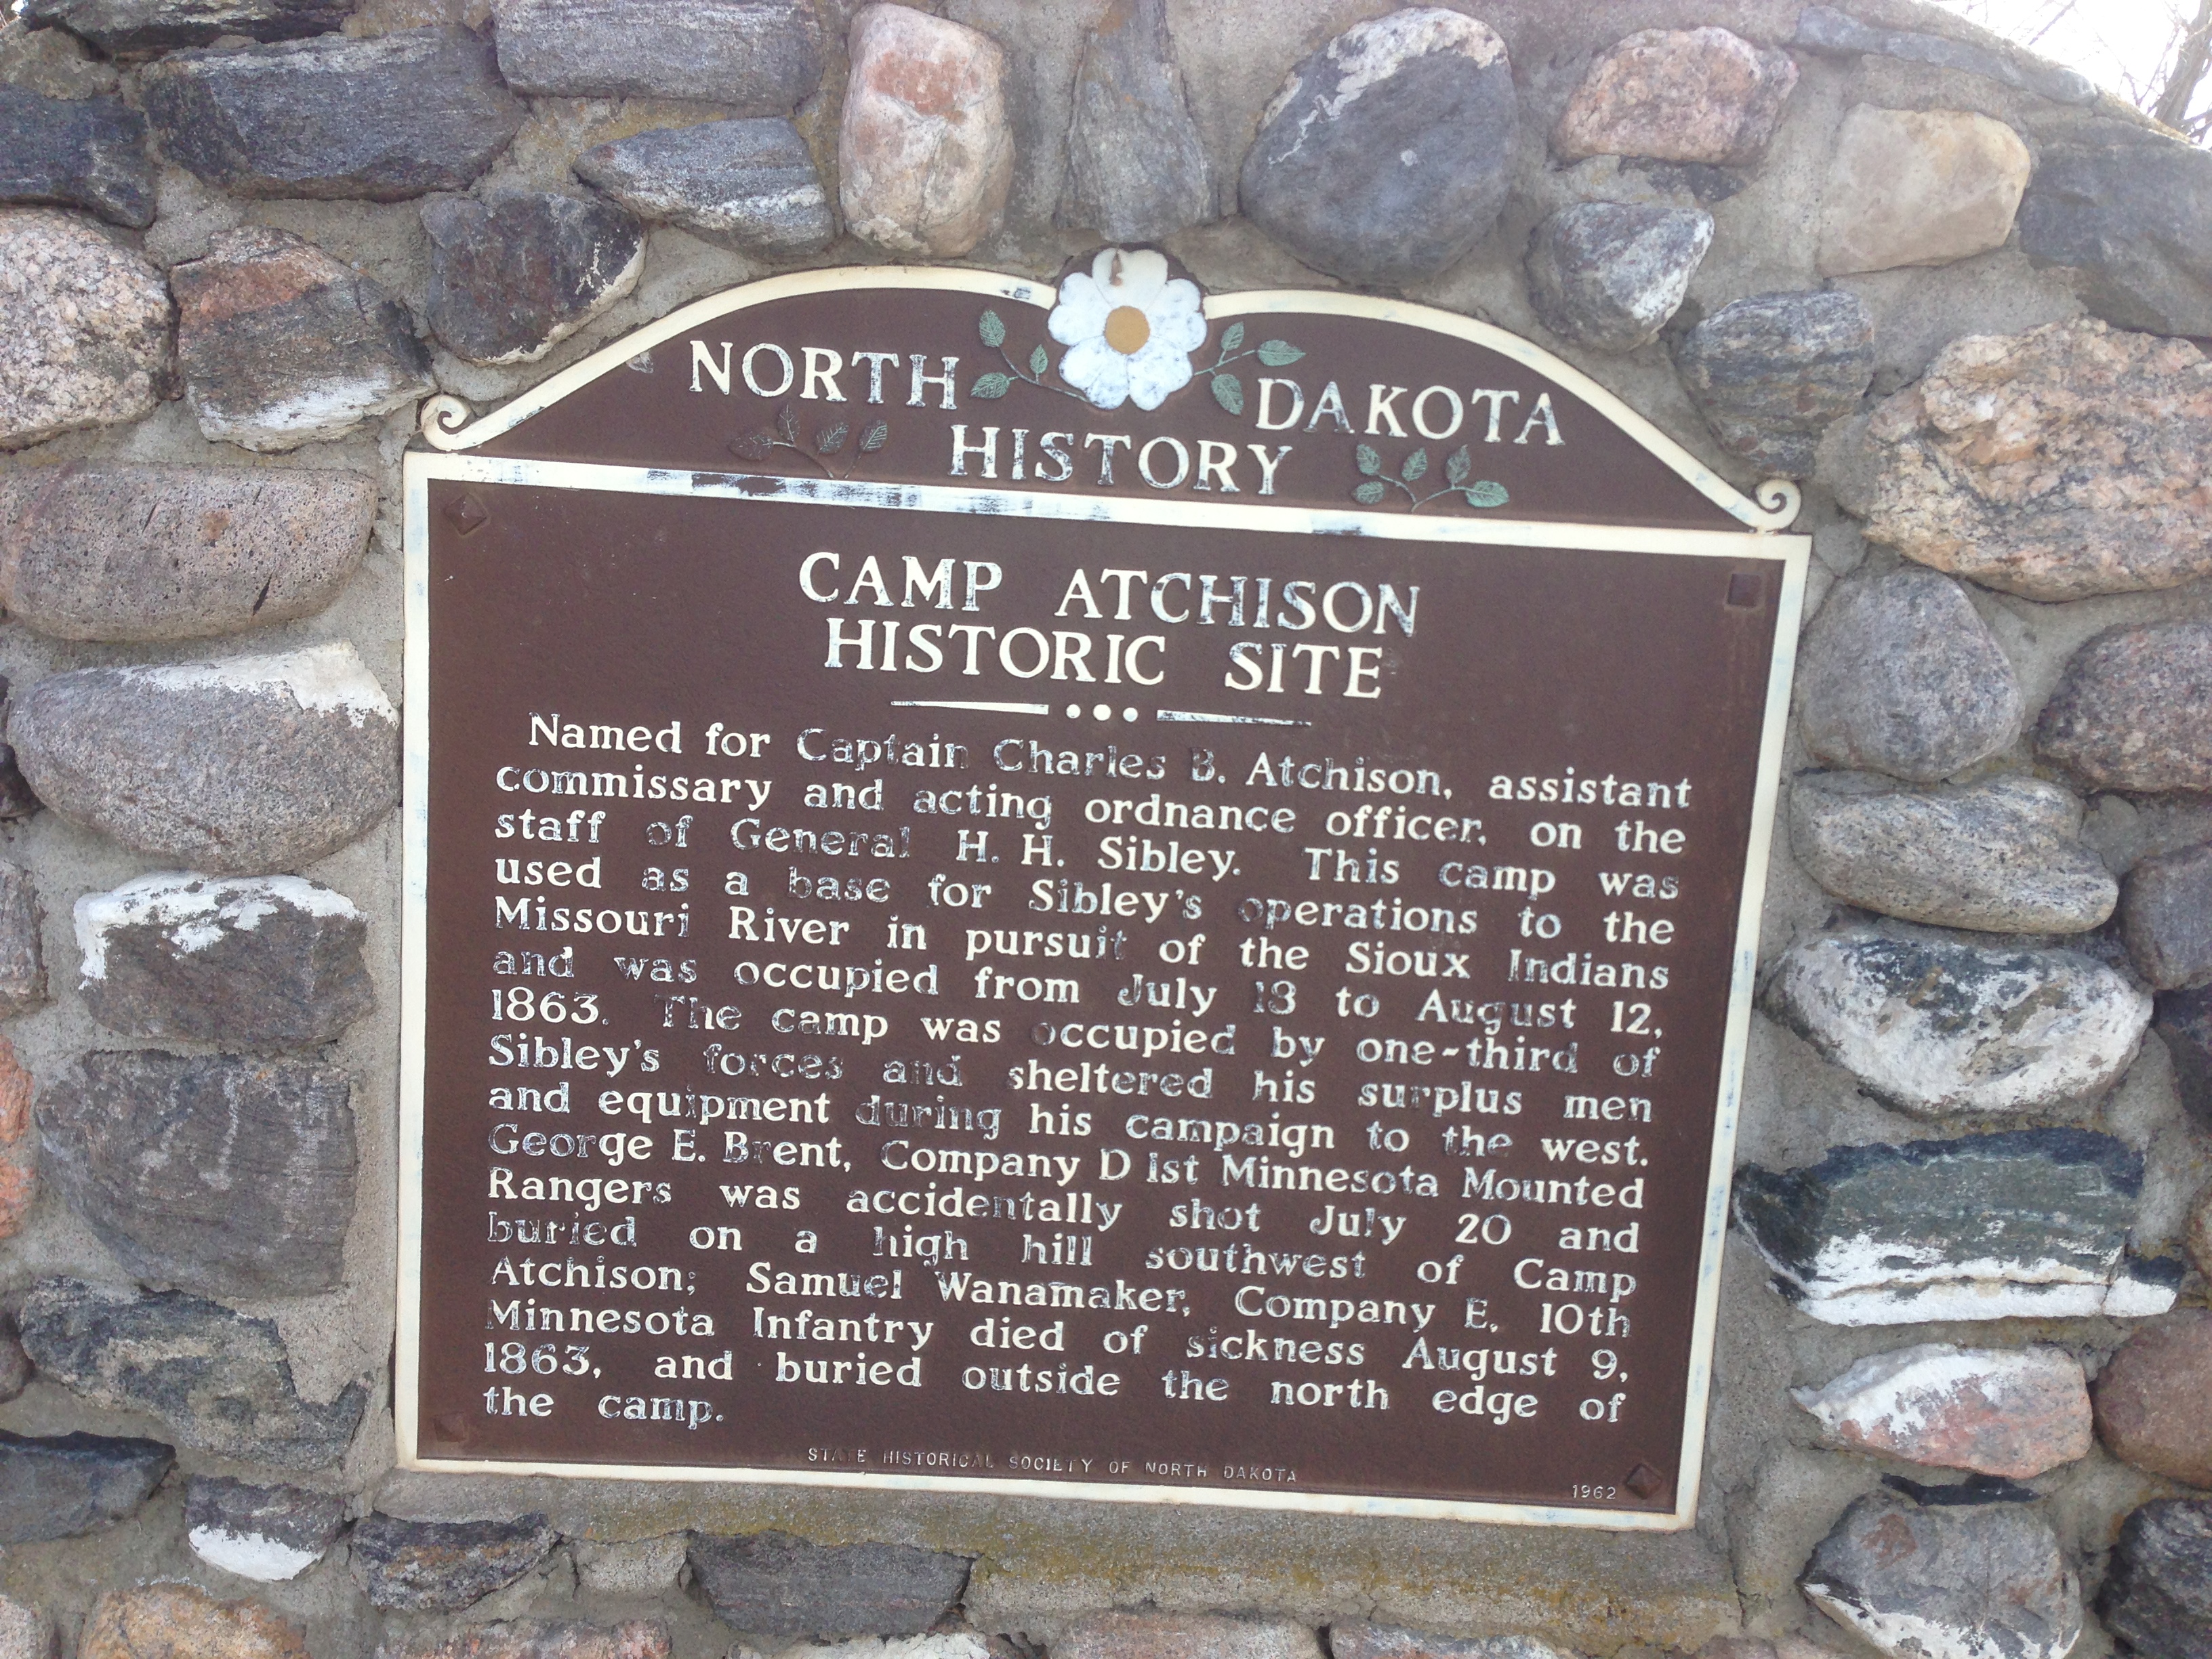 NORTH DAKOTA
HISTORY
CAMP ATCHISON
HISTORIC SITE
Named for Captain Charles B. Atchison, assistant
commissary and acting ordnance officer, on the
staff of General H. H. Sibley. This camp was
used as a base for Sibley's operations to the
Missouri River in pursuit of the Sioux Indians
and was occupied from July 18 to August 12,
1863. The camp was occupied by one-third of
Sibley's forces and sheltered his surplus men
and equipment during his campaign to the west.
George E. Brent, Company D 1st Minnesota Mounted
Rangers was accidentally shot July 20 and
buried on a high hill southwest of Camp
Atchison; Samuel Wanamaker, Company E, 10th
Minnesota Infantry died of sickness August 9,
1863, and buried outside the north edge of
the camp.
STATE HISTORICAL SOCIETY OF NORTH DAKOTA
1962